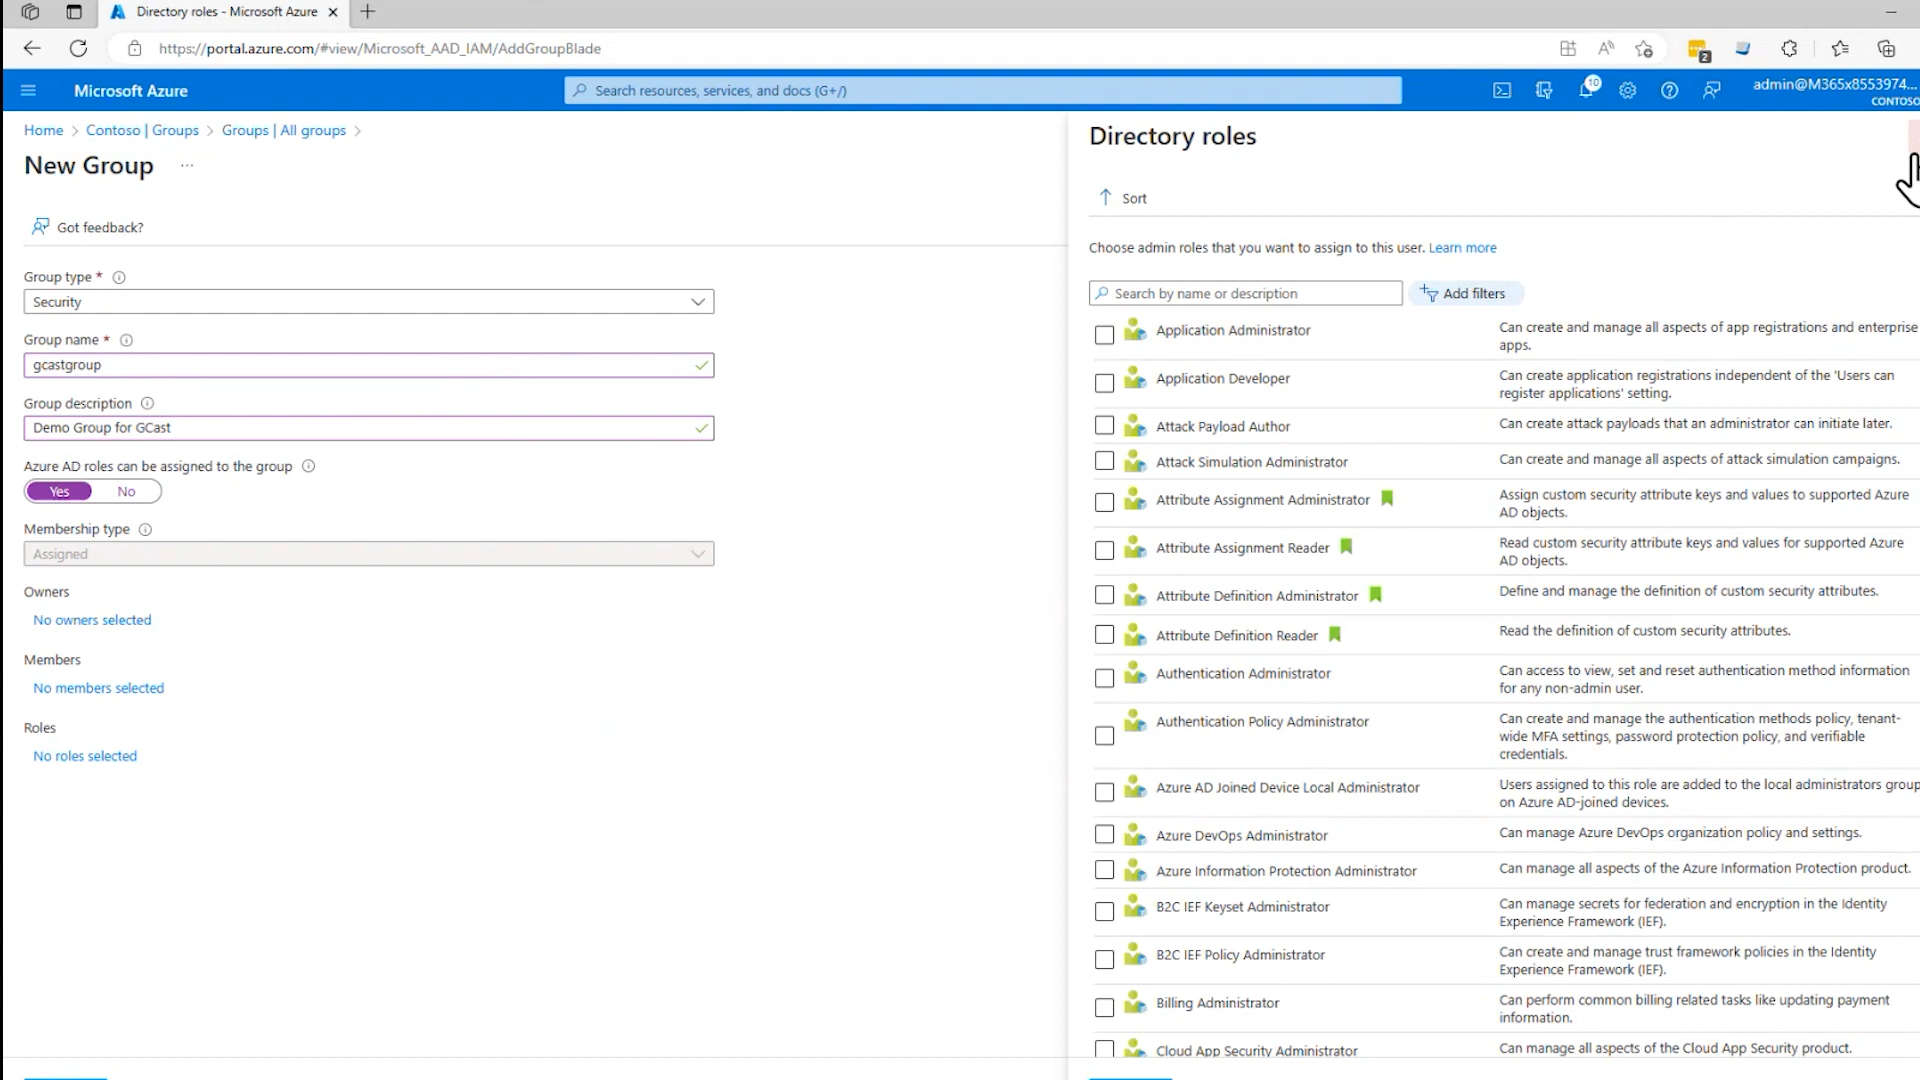 Directory roles - Microsoft Azure
https://portal.azure.com/#view/Microsoft_AAD_IAM/AddGroupBlade
2
Microsoft Azure
Search resources, services, and docs (G+/)
10
admin@M365x8553974...
CONTOSO
Home > Contoso | Groups > Groups | All groups >
New Group ...
Got feedback?
Group type *
Security
Group name *
gcastgroup
Group description
Demo Group for GCast
Azure AD roles can be assigned to the group
Yes No
Membership type
Assigned
Owners
No owners selected
Members
No members selected
Roles
No roles selected
Directory roles
Sort
Choose admin roles that you want to assign to this user. Learn more
Search by name or description
Add filters
Application Administrator
Can create and manage all aspects of app registrations and enterprise
apps.
Application Developer
Can create application registrations independent of the 'Users can
register applications' setting.
Attack Payload Author
Can create attack payloads that an administrator can initiate later.
Attack Simulation Administrator
Can create and manage all aspects of attack simulation campaigns.
Attribute Assignment Administrator
Assign custom security attribute keys and values to supported Azure
AD objects.
Attribute Assignment Reader
Read custom security attribute keys and values for supported Azure
AD objects.
Attribute Definition Administrator
Define and manage the definition of custom security attributes.
Attribute Definition Reader
Read the definition of custom security attributes.
Authentication Administrator
Can access to view, set and reset authentication method information
for any non-admin user.
Authentication Policy Administrator
Can create and manage the authentication methods policy, tenant-
wide MFA settings, password protection policy, and verifiable
credentials.
Azure AD Joined Device Local Administrator
Users assigned to this role are added to the local administrators group
on Azure AD-joined devices.
Azure DevOps Administrator
Can manage Azure DevOps organization policy and settings.
Azure Information Protection Administrator
Can manage all aspects of the Azure Information Protection product.
B2C IEF Keyset Administrator
Can manage secrets for federation and encryption in the Identity
Experience Framework (IEF).
B2C IEF Policy Administrator
Can create and manage trust framework policies in the Identity
Experience Framework (IEF).
Billing Administrator
Can perform common billing related tasks like updating payment
information.
Cloud App Security Administrator
Can manage all aspects of the Cloud App Security product.